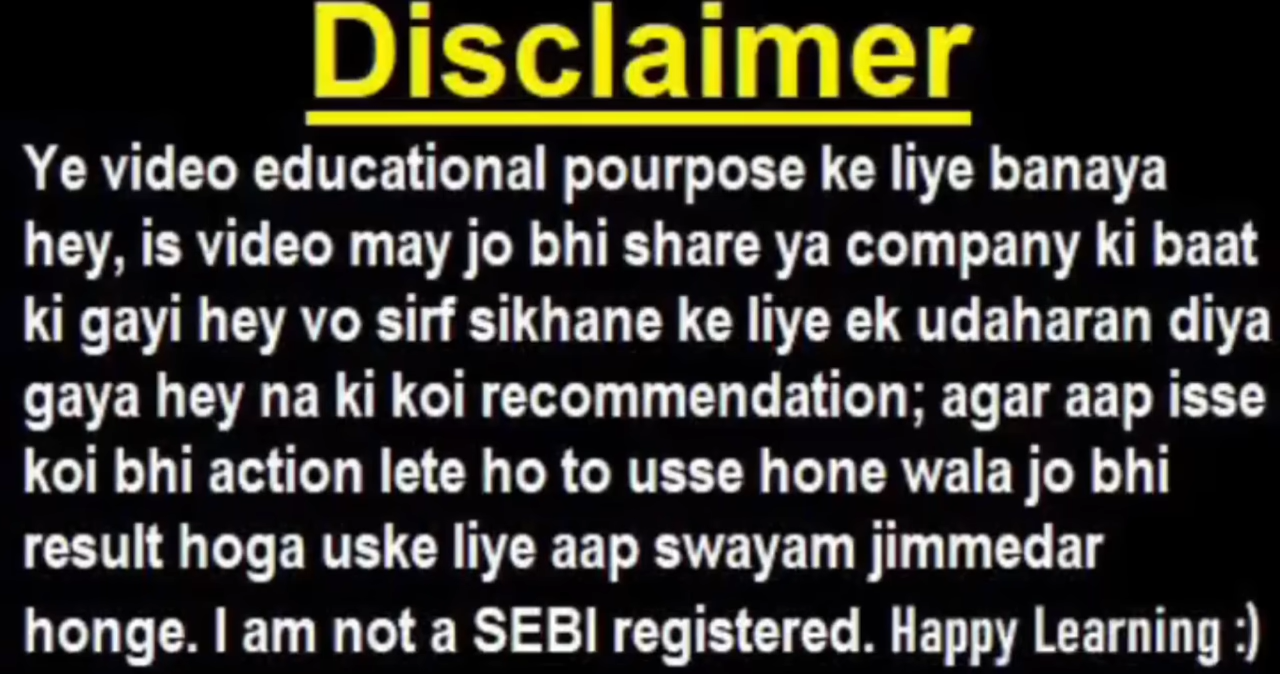 Disclaimer
Ye video educational pourpose ke liye banaya
hey, is video may jo bhi share ya company ki baat
ki gayi hey vo sirf sikhane ke liye ek udaharan diya
gaya hey na ki koi recommendation; agar aap isse
koi bhi action lete ho to usse hone wala jo bhi
result hoga uske liye aap swayam jimmedar
honge. I am not a SEBI registered. Happy Learning :)